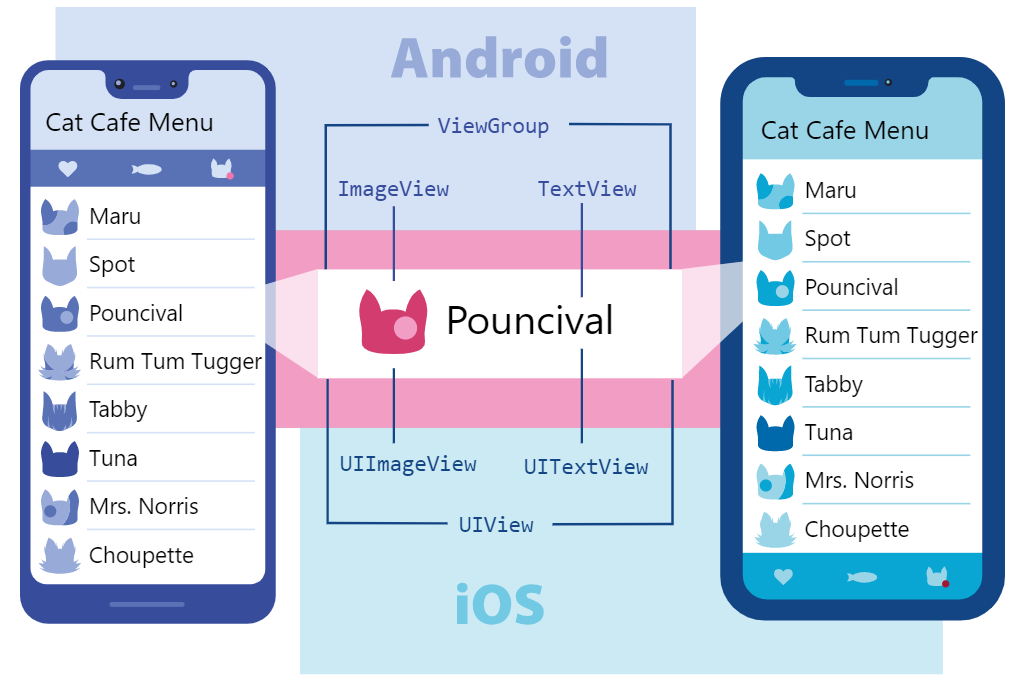 Android
Cat Cafe Menu
Maru
Spot
Pouncival
Rum Tum Tugger
Tabby
Tuna
Mrs. Norris
Choupette
ViewGroup
ImageView TextView
Pouncival
UIImageView UITextView
UIView
iOS
Cat Cafe Menu
Maru
Spot
Pouncival
Rum Tum Tugger
Tabby
Tuna
Mrs. Norris
Choupette